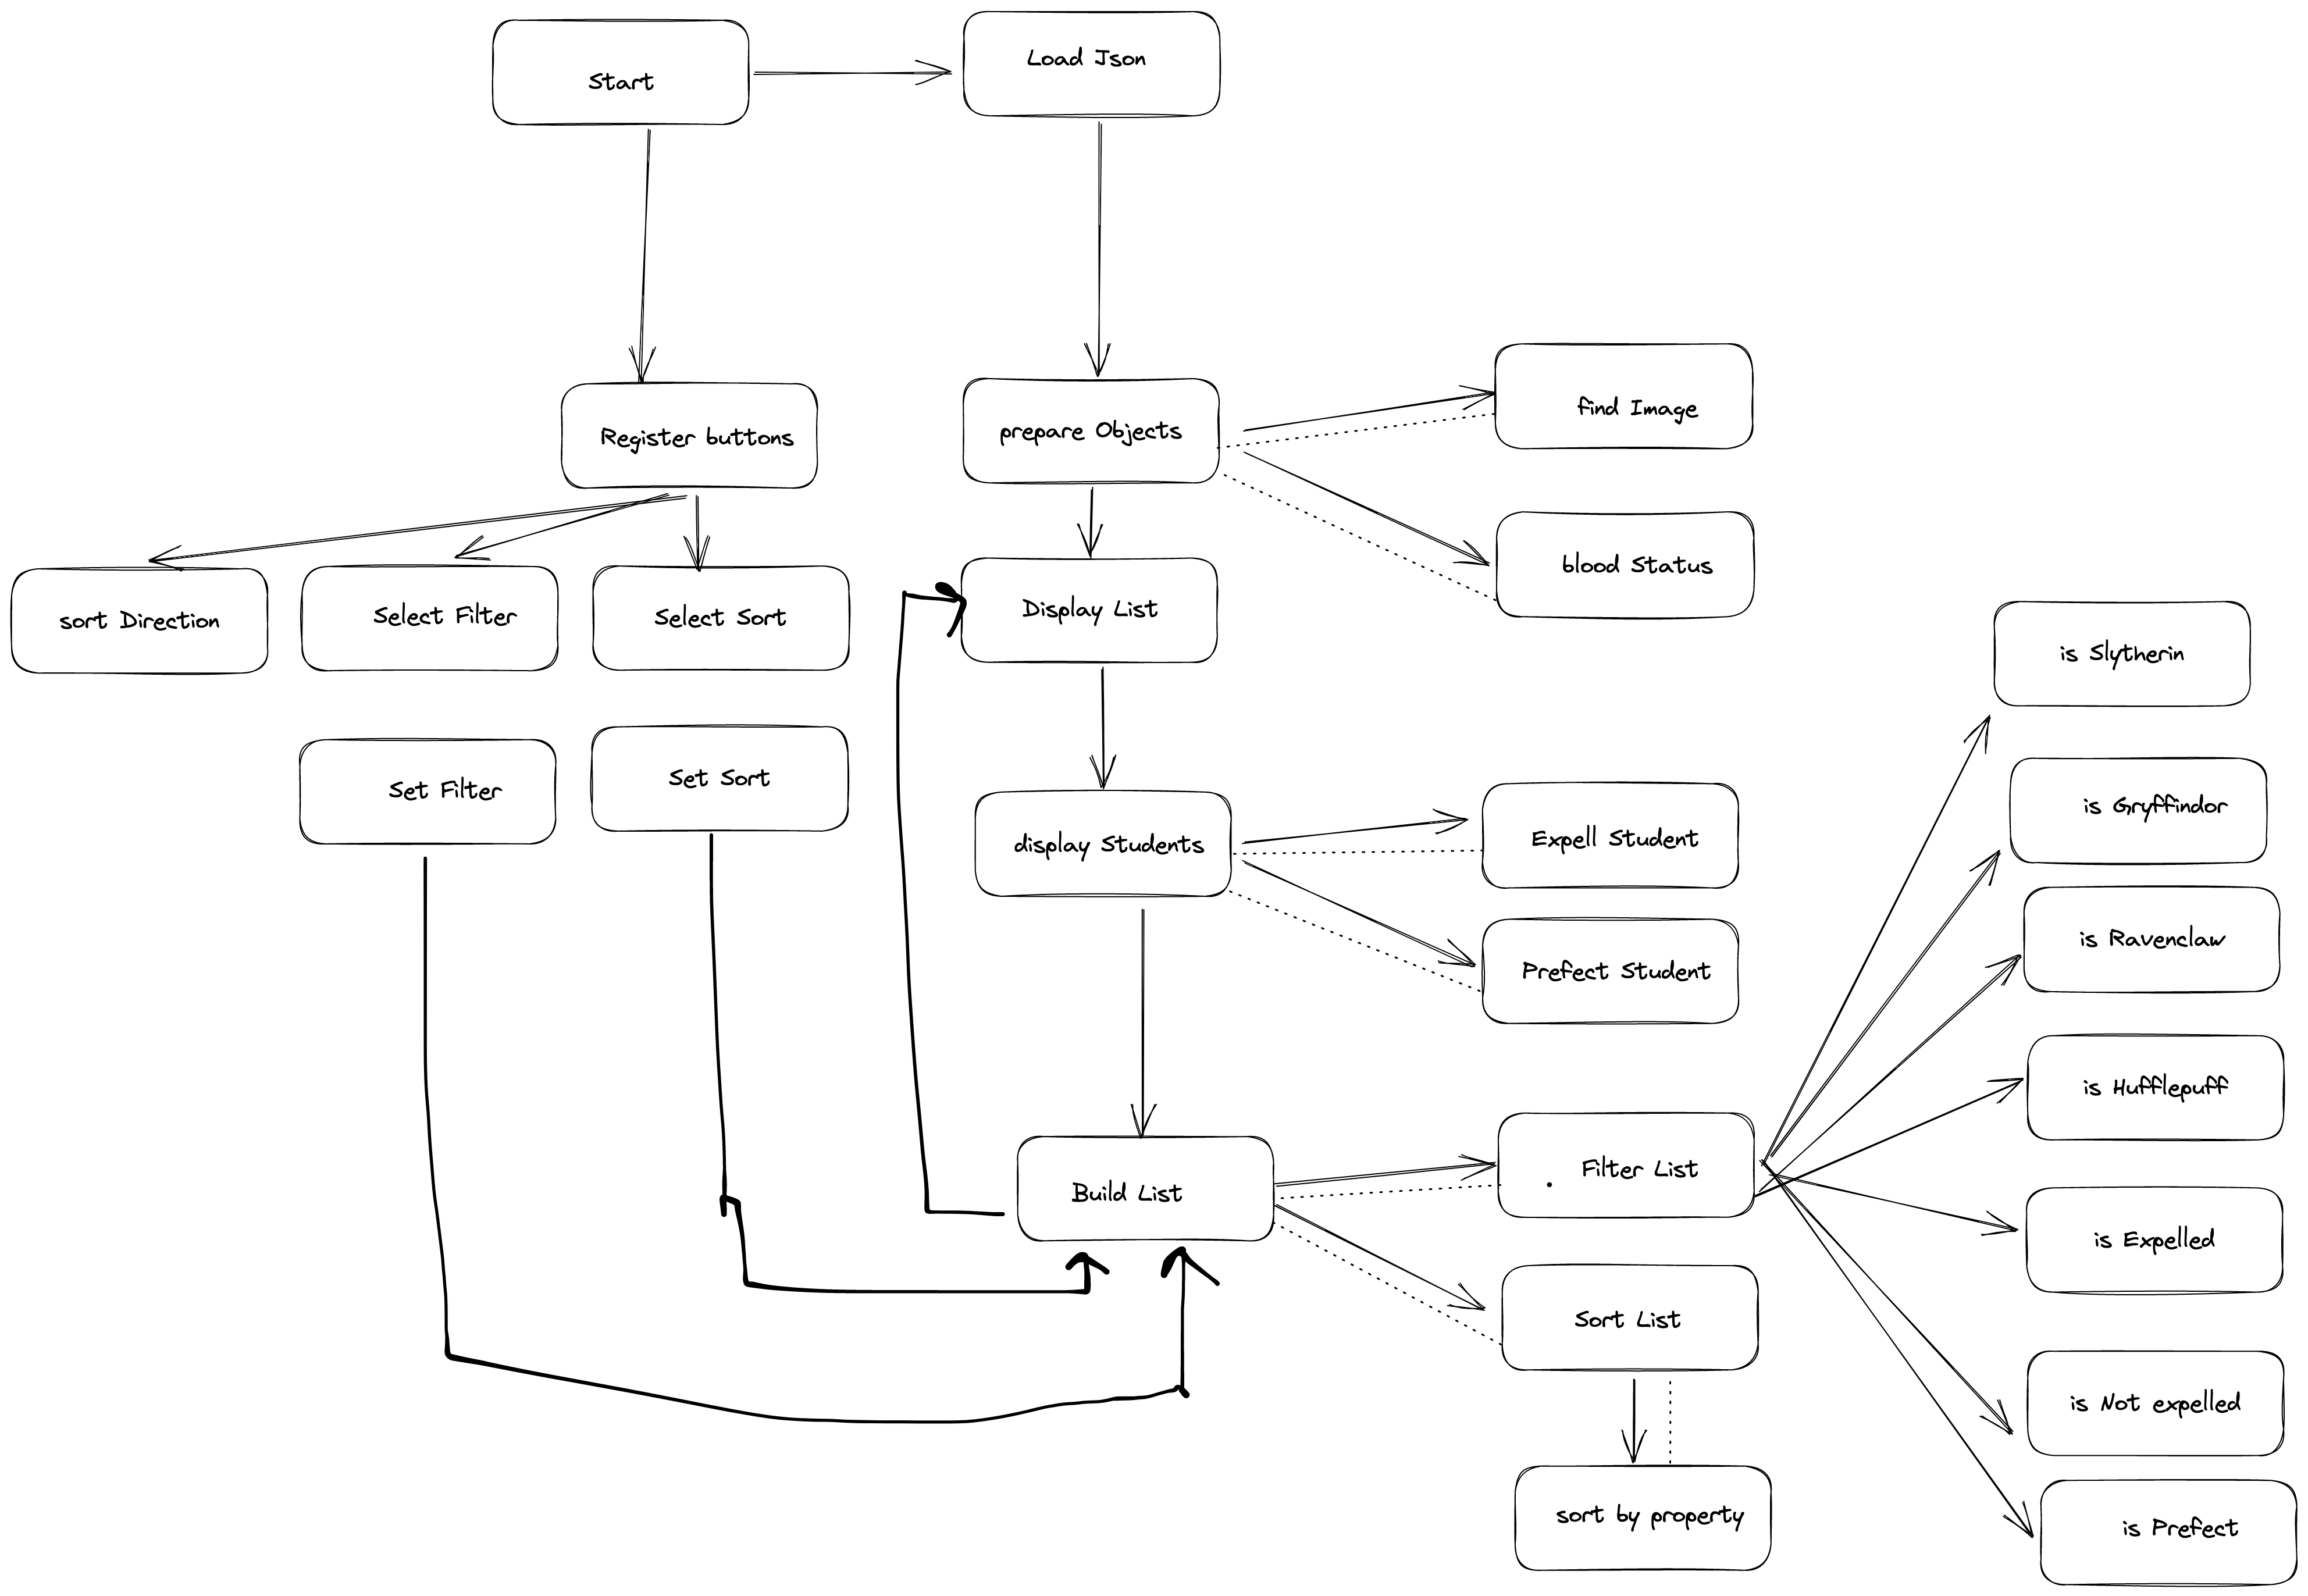 Start
Load Json
Register buttons
prepare Objects
find Image
blood Status
sort Direction
Select Filter
Select Sort
Display List
is Slytherin
Set Filter
Set Sort
display Students
Expell Student
is Gryffindor
Prefect Student
is Ravenclaw
is Hufflepuff
Build List
Filter List
is Expelled
Sort List
is Not expelled
sort by property
is Prefect